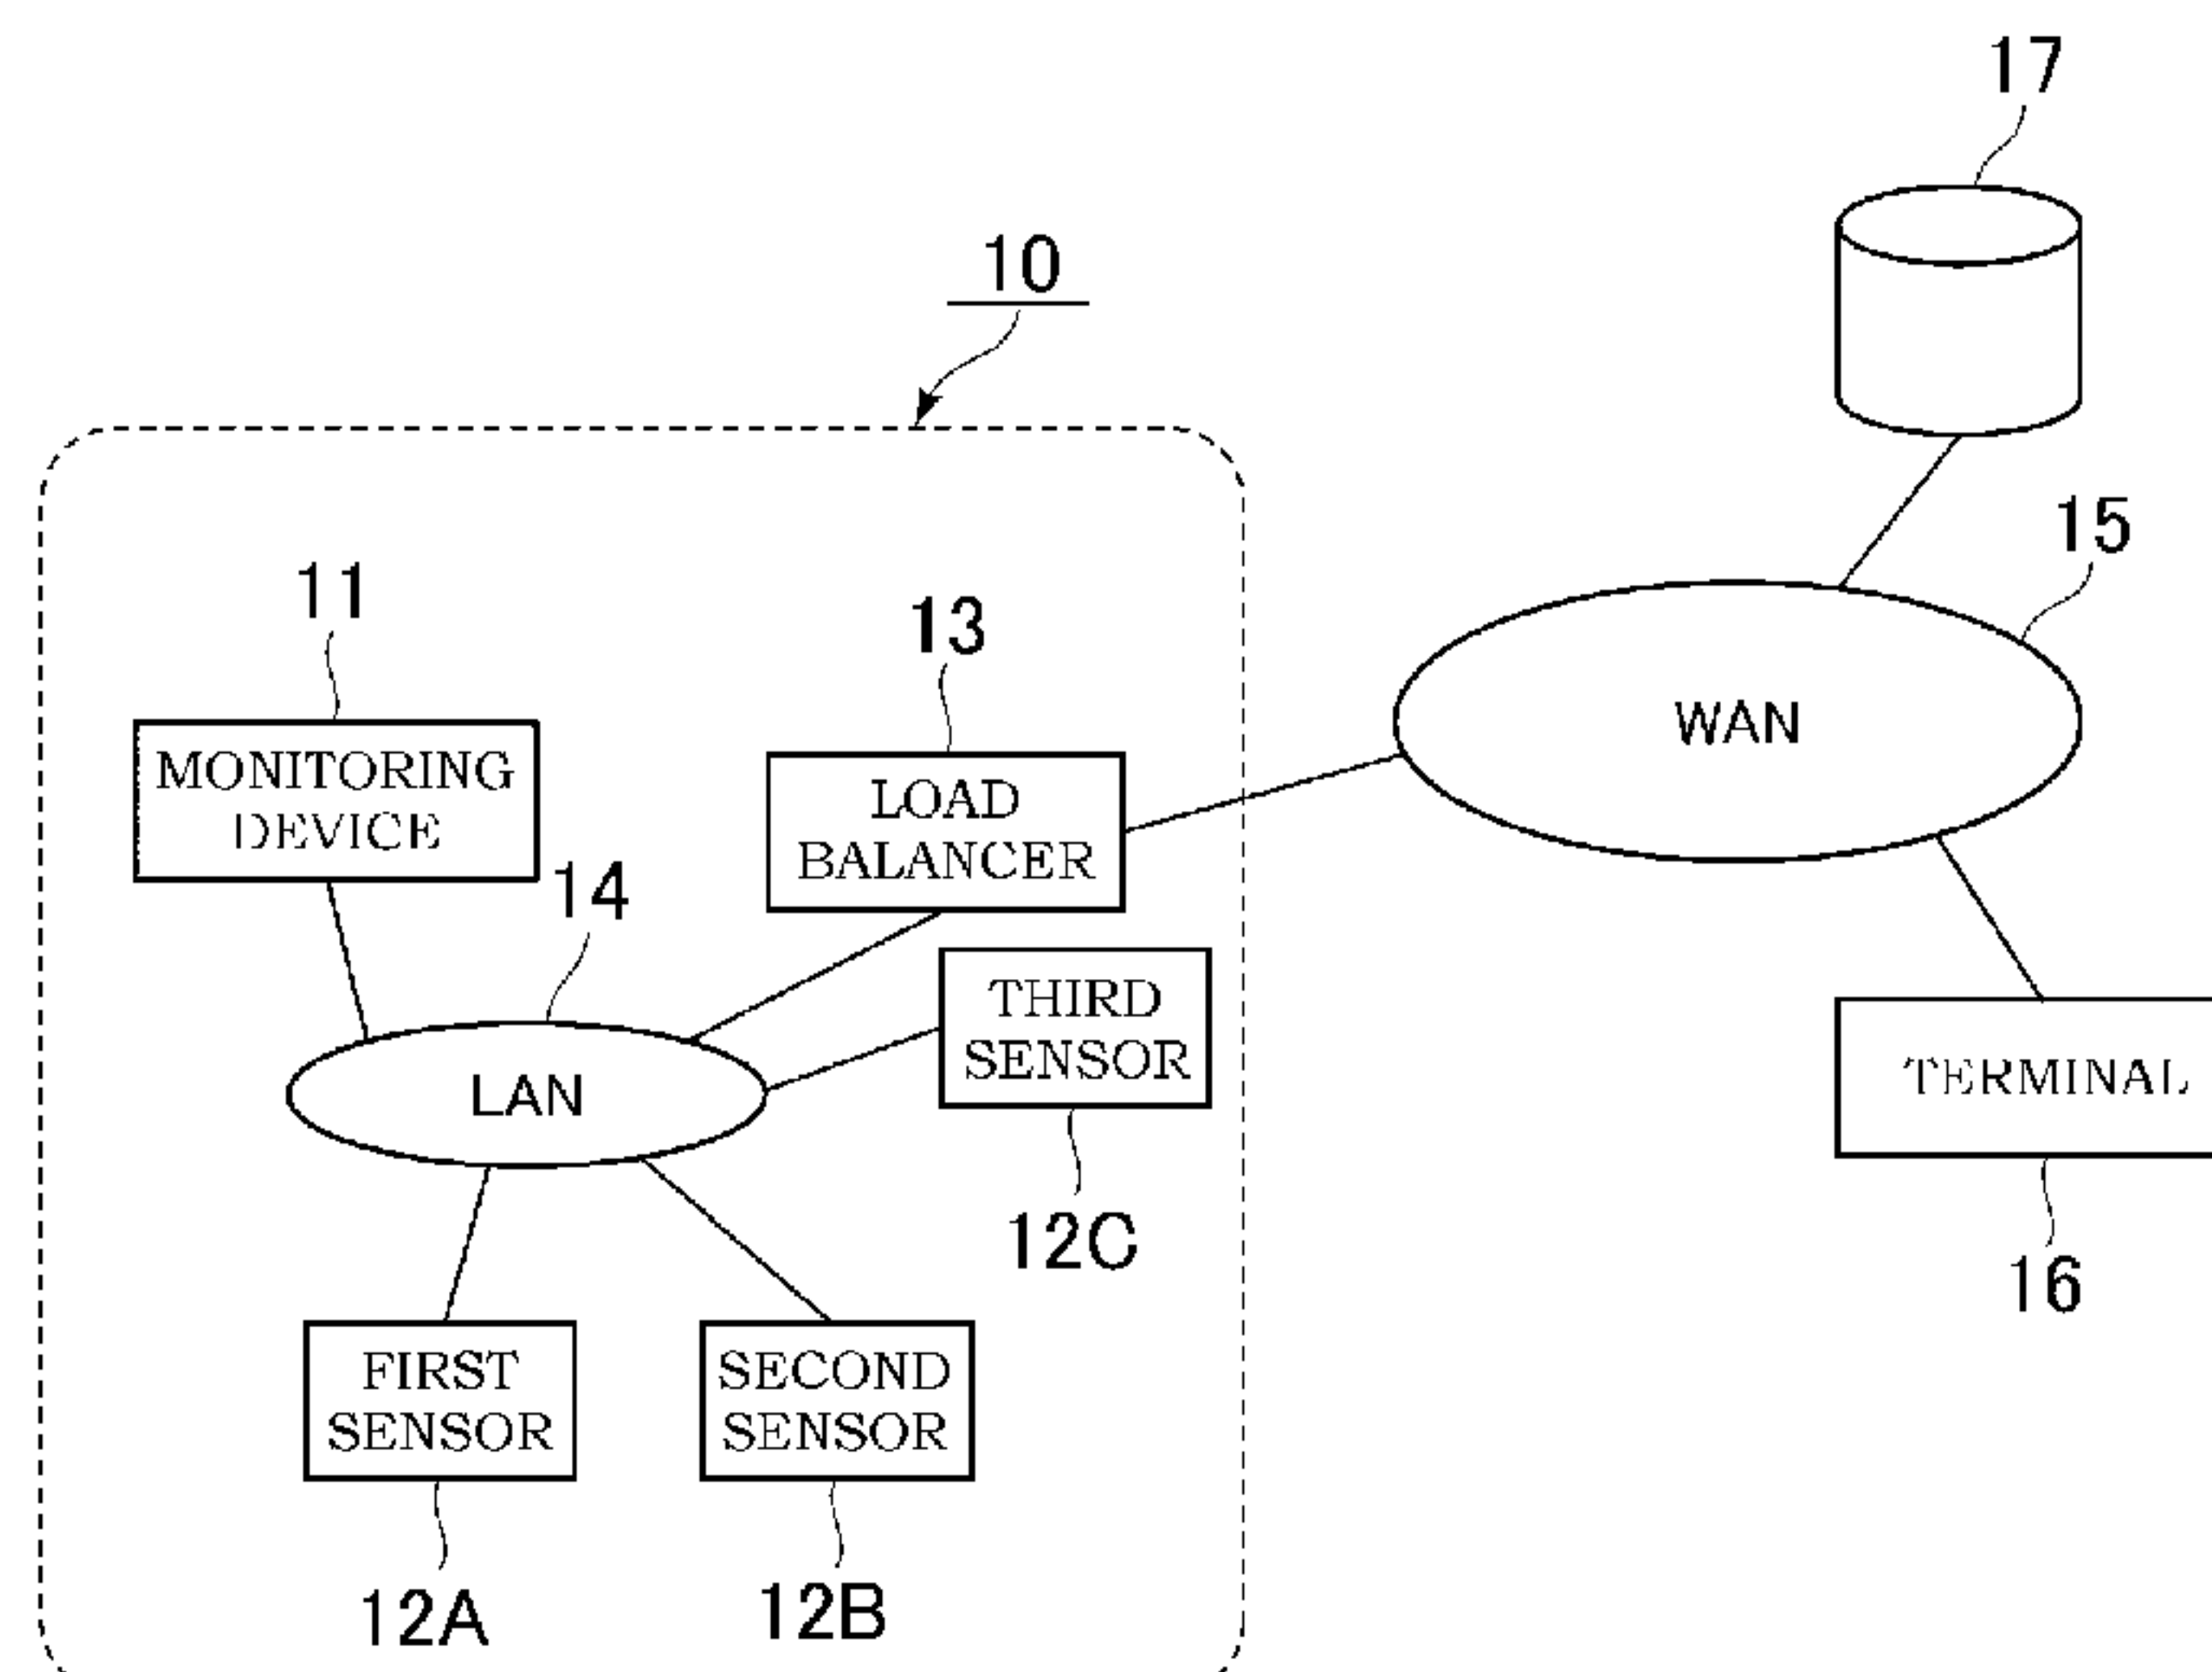 17
10
15
11
13
MONITORING
DEVICE
LOAD
BALANCER
WAN
14
THIRD
SENSOR
LAN
TERMINAL
12C
16
FIRST
SENSOR
SECOND
SENSOR
12A
12B